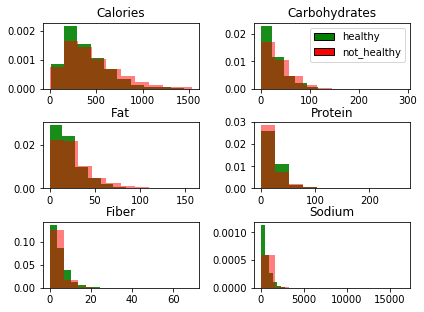 Calories
Carbohydrates
0.002
0.001
0.000
0 500 1000 1500
0.02
0.01
0.00
0 100 200 300
healthy
not_healthy
Fat
Protein
0.02
0.00
0 50 100 150
0.03
0.02
0.01
0.00
0 100 200
Fiber
Sodium
0.10
0.05
0.00
0 20 40 60
0.0010
0.0005
0.0000
0 5000 10000 15000